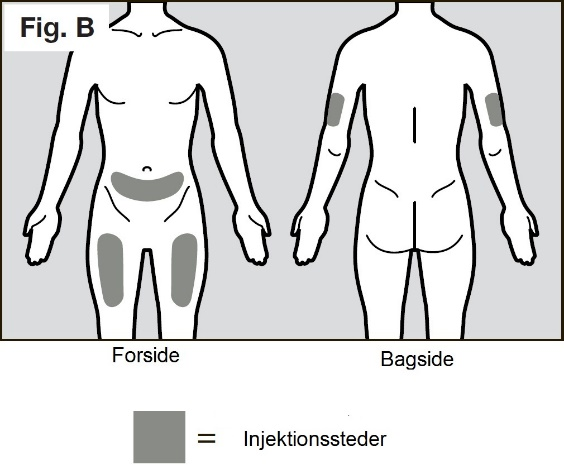 Fig. B
Forside
Bagside
= Injektionssteder